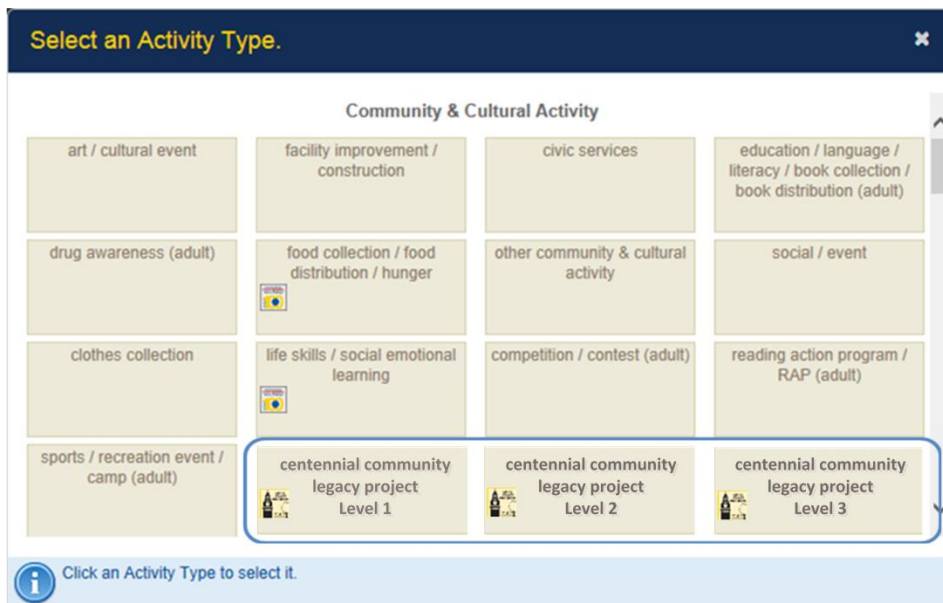 Select an Activity Type.
Community & Cultural Activity
art / cultural event
facility improvement /
construction
civic services
education / language /
literacy / book collection /
book distribution (adult)
drug awareness (adult)
food collection / food
distribution / hunger
other community & cultural
activity
social / event
clothes collection
life skills / social emotional
learning
competition / contest (adult)
reading action program /
RAP (adult)
sports / recreation event /
camp (adult)
centennial community
legacy project
Level 1
centennial community
legacy project
Level 2
centennial community
legacy project
Level 3
Click an Activity Type to select it.